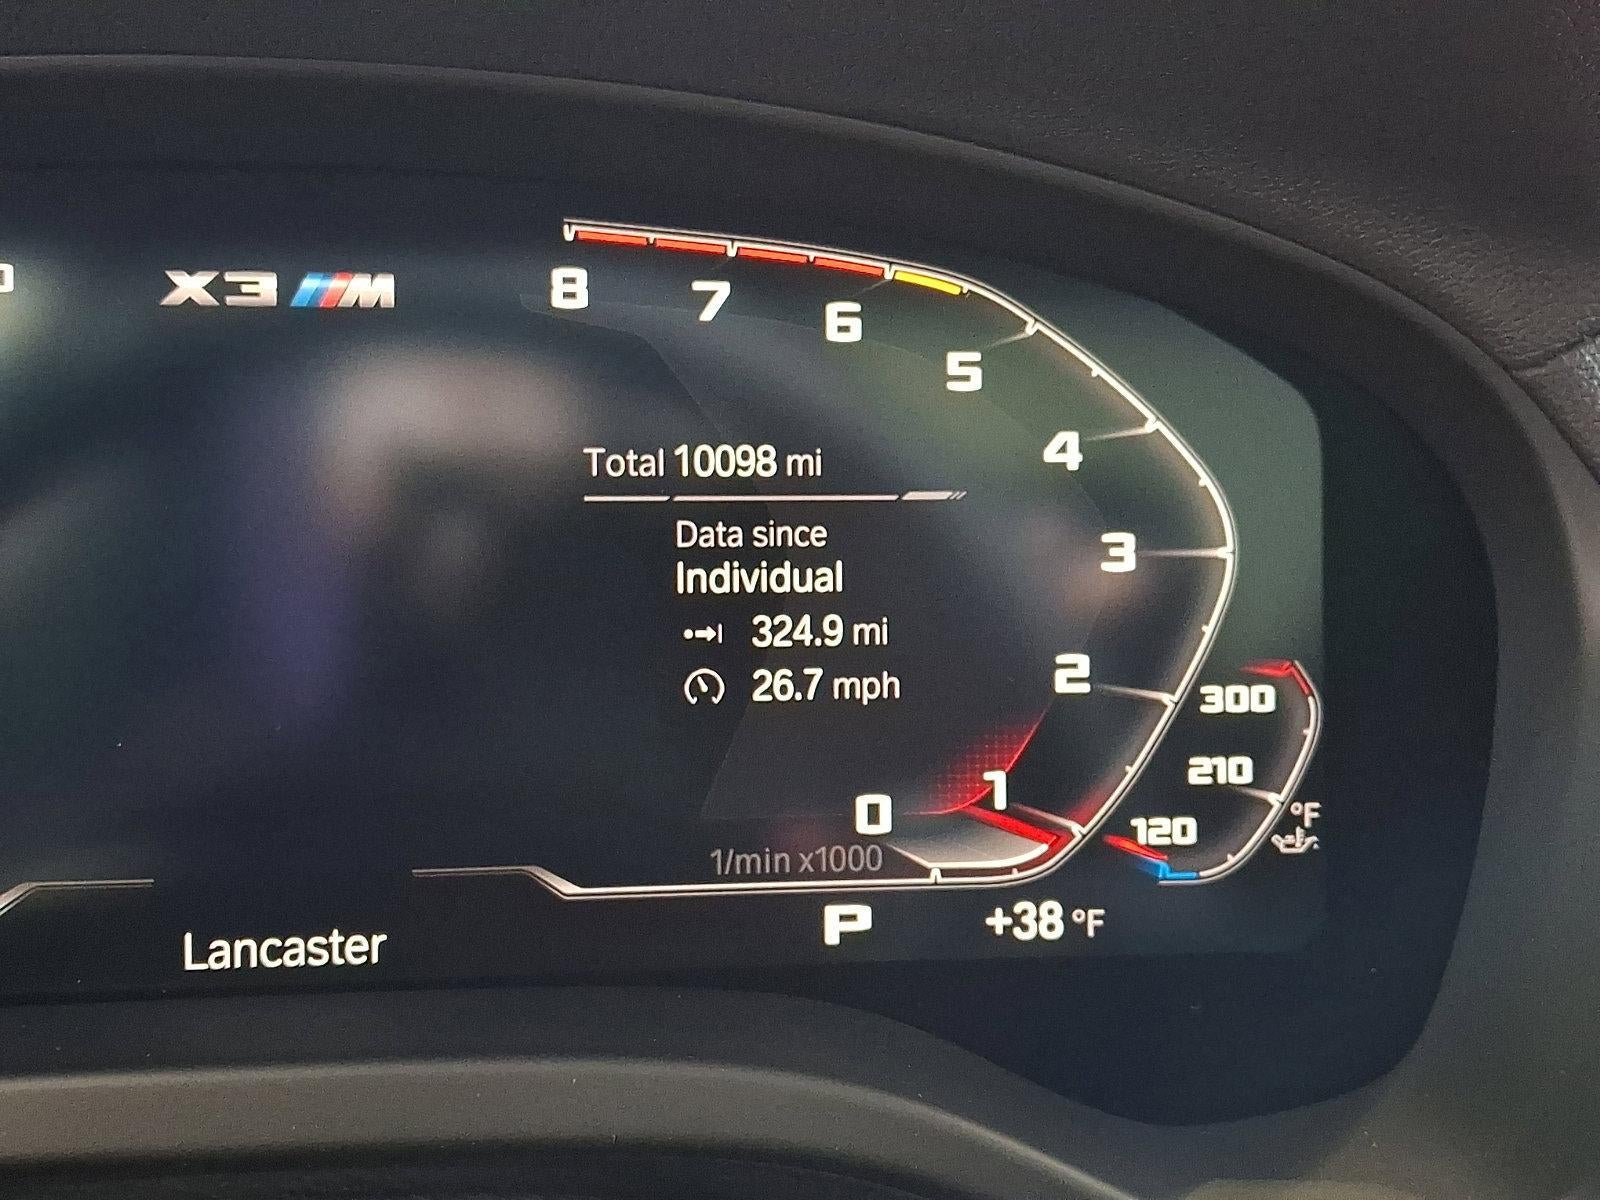 X3 M
8
7
6
5
4
3
2
1
0
1/min x1000
Total 10098 mi
Data since
Individual
324.9 mi
26.7 mph
300
210
120
°F
P
+38 °F
Lancaster